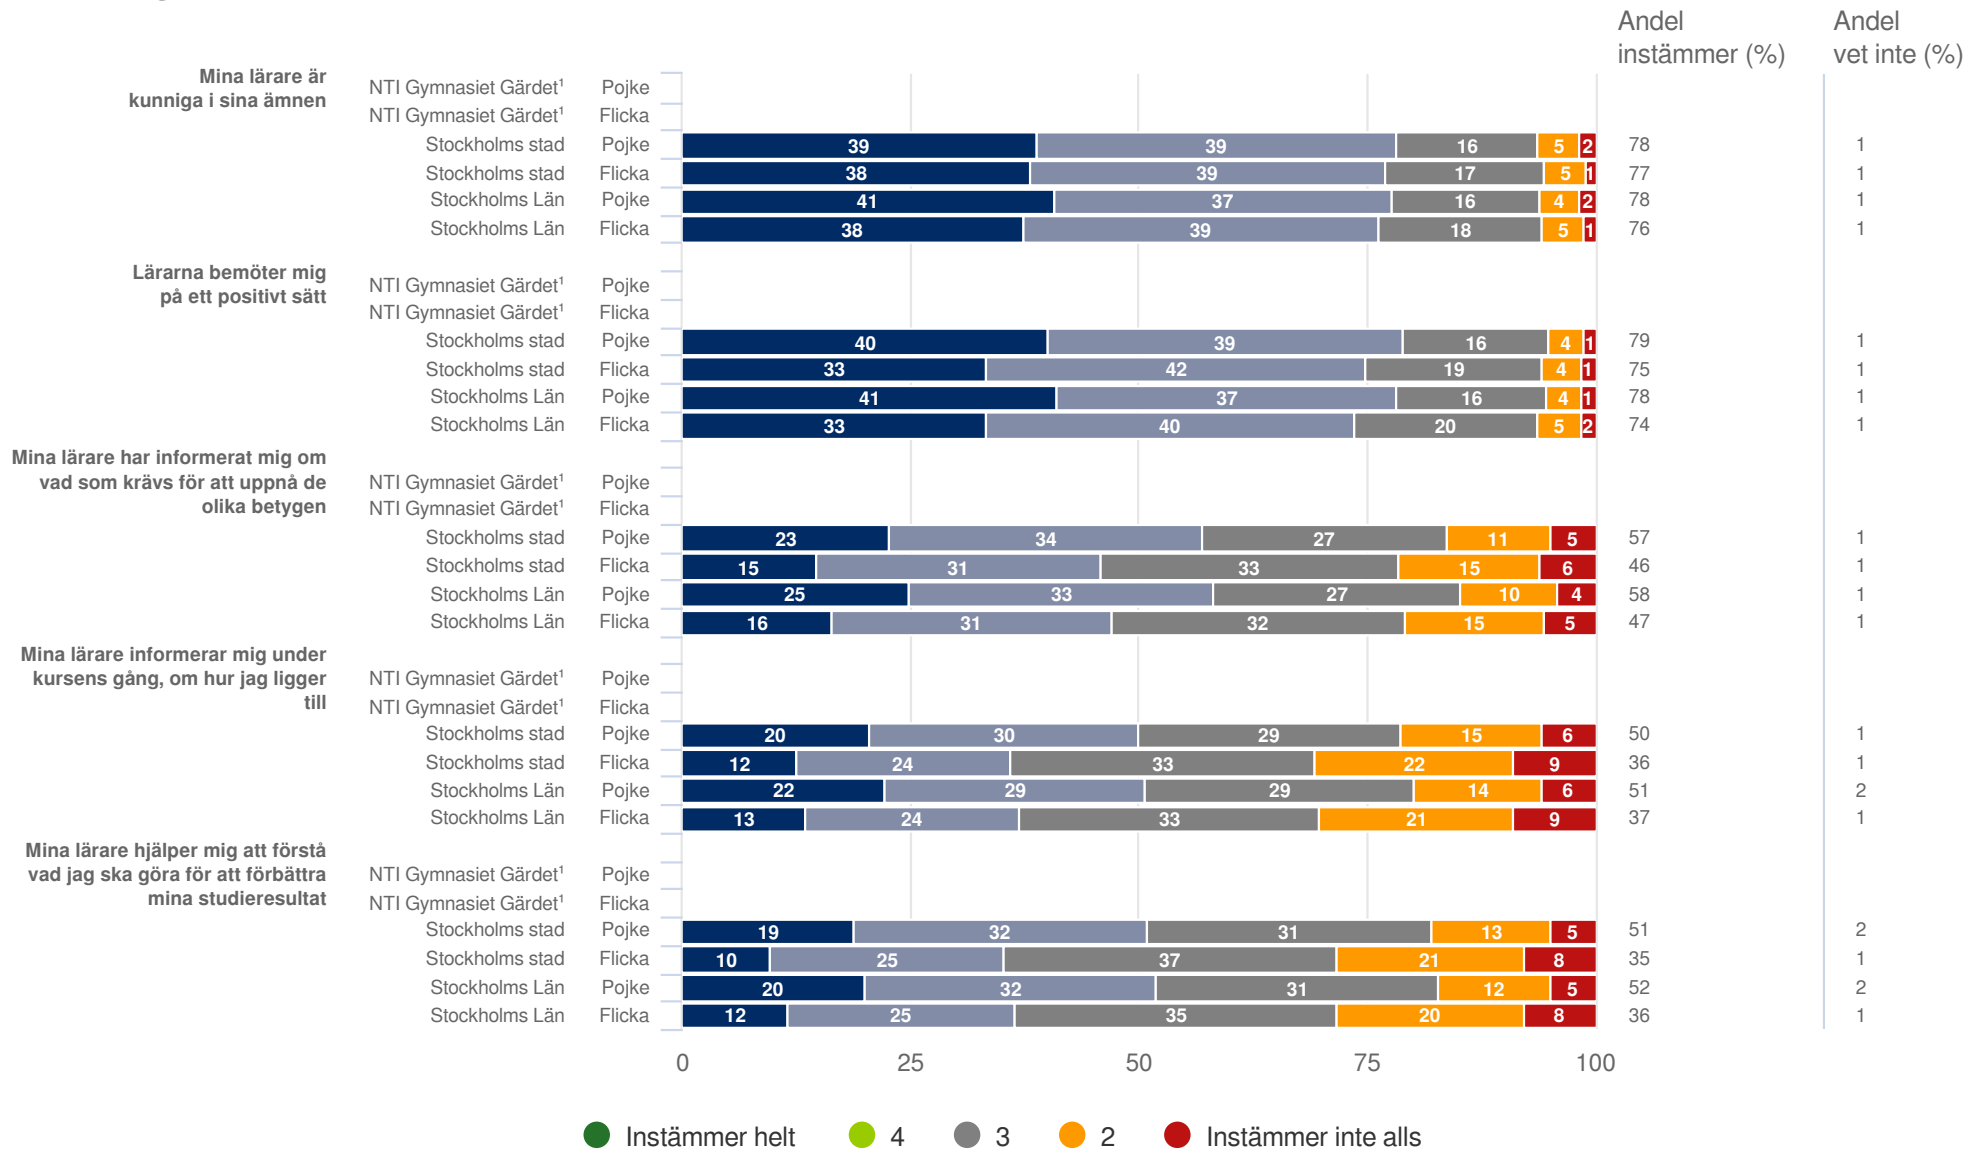 Andel
instämmer (%)
Andel
vet inte (%)
Mina lärare är
kunniga i sina ämnen
NTI Gymnasiet Gärdet¹ Pojke
NTI Gymnasiet Gärdet¹ Flicka
Stockholms stad Pojke 39 39 16 5 2 78 1
Stockholms stad Flicka 38 39 17 5 1 77 1
Stockholms Län Pojke 41 37 16 4 2 78 1
Stockholms Län Flicka 38 39 18 5 1 76 1
Lärarna bemöter mig
på ett positivt sätt
NTI Gymnasiet Gärdet¹ Pojke
NTI Gymnasiet Gärdet¹ Flicka
Stockholms stad Pojke 40 39 16 4 1 79 1
Stockholms stad Flicka 33 42 19 4 1 75 1
Stockholms Län Pojke 41 37 16 4 1 78 1
Stockholms Län Flicka 33 40 20 5 2 74 1
Mina lärare har informerat mig om
vad som krävs för att uppnå de
olika betygen
NTI Gymnasiet Gärdet¹ Pojke
NTI Gymnasiet Gärdet¹ Flicka
Stockholms stad Pojke 23 34 27 11 5 57 1
Stockholms stad Flicka 15 31 33 15 6 46 1
Stockholms Län Pojke 25 33 27 10 4 58 1
Stockholms Län Flicka 16 31 32 15 5 47 1
Mina lärare informerar mig under
kursens gång, om hur jag ligger
till
NTI Gymnasiet Gärdet¹ Pojke
NTI Gymnasiet Gärdet¹ Flicka
Stockholms stad Pojke 20 30 29 15 6 50 1
Stockholms stad Flicka 12 24 33 22 9 36 1
Stockholms Län Pojke 22 29 29 14 6 51 2
Stockholms Län Flicka 13 24 33 21 9 37 1
Mina lärare hjälper mig att förstå
vad jag ska göra för att förbättra
mina studieresultat
NTI Gymnasiet Gärdet¹ Pojke
NTI Gymnasiet Gärdet¹ Flicka
Stockholms stad Pojke 19 32 31 13 5 51 2
Stockholms stad Flicka 10 25 37 21 8 35 1
Stockholms Län Pojke 20 32 31 12 5 52 2
Stockholms Län Flicka 12 25 35 20 8 36 1
0 25 50 75 100
Instämmer helt 4 3 2 Instämmer inte alls